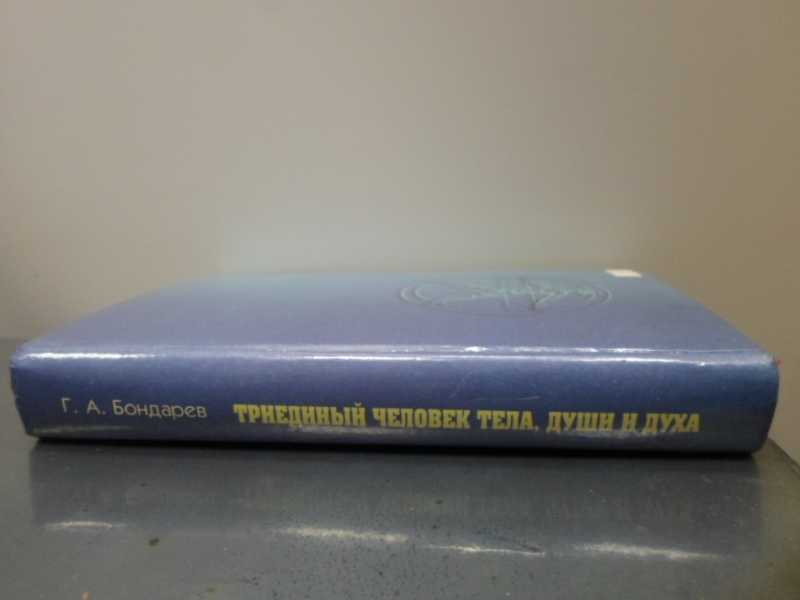 Г. А. Бондарев ТРИЕДИНЫЙ ЧЕЛОВЕК ТЕЛА, ДУШИ И ДУХА